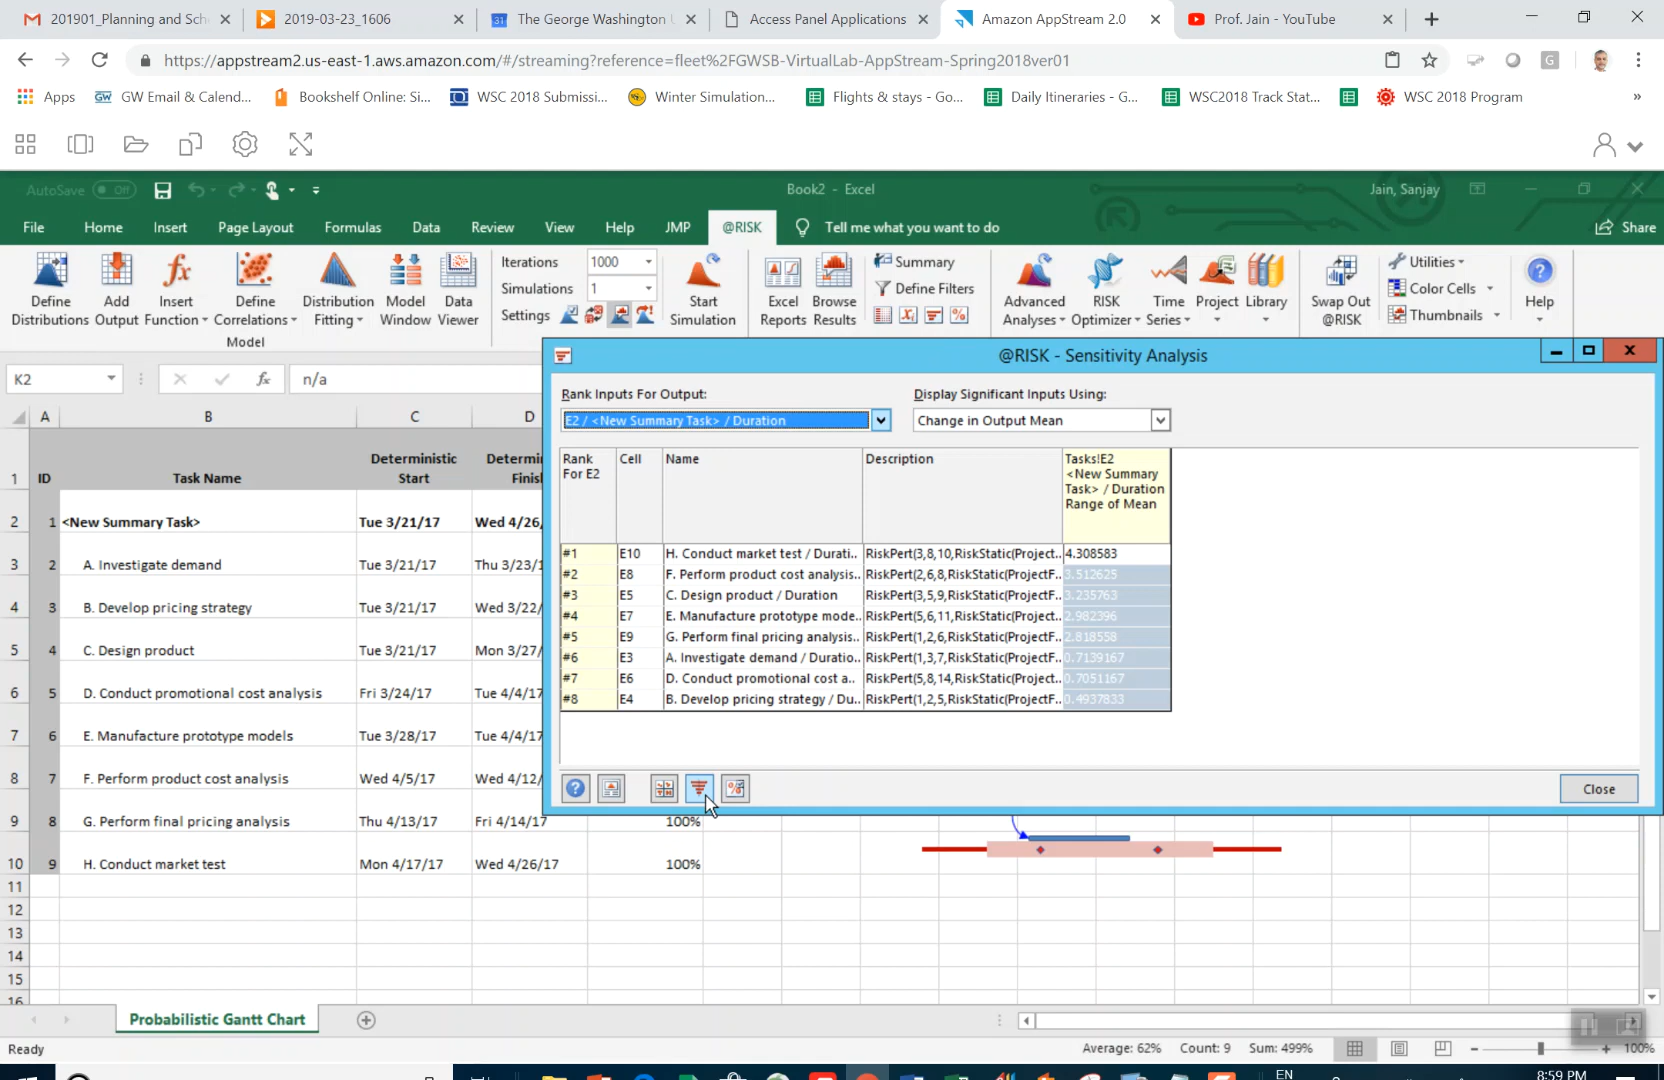 201901_Planning and Sch
2019-03-23_1606
The George Washington U
Access Panel Applications
Amazon AppStream 2.0
Prof. Jain - YouTube
https://appstream2.us-east-1.aws.amazon.com/#/streaming?reference=fleet%2FGWSB-VirtualLab-AppStream-Spring2018ver01
Apps
GW Email & Calend...
Bookshelf Online: Si...
WSC 2018 Submissi...
Winter Simulation...
Flights & stays - Go...
Daily Itineraries - G...
WSC2018 Track Stat...
WSC 2018 Program
»
AutoSave Off
Book2 - Excel
Jain, Sanjay
File Home Insert Page Layout Formulas Data Review View Help JMP @RISK Tell me what you want to do Share
Define Distributions
Add Output
Insert Function
Define Correlations
Distribution Fitting
Model Window
Data Viewer
Model
Iterations 1000
Simulations 1
Settings
Start Simulation
Excel Reports
Browse Results
Summary
Define Filters
Advanced Analyses
RISK Optimizer
Time Series
Project
Library
Swap Out @RISK
Utilities
Color Cells
Thumbnails
Help
K2
fx
n/a
A B C D
1 ID Task Name Deterministic Start Determini Finis
2 1 <New Summary Task> Tue 3/21/17 Wed 4/26/
3 2 A. Investigate demand Tue 3/21/17 Thu 3/23/1
4 3 B. Develop pricing strategy Tue 3/21/17 Wed 3/22/
5 4 C. Design product Tue 3/21/17 Mon 3/27/
6 5 D. Conduct promotional cost analysis Fri 3/24/17 Tue 4/4/17
7 6 E. Manufacture prototype models Tue 3/28/17 Tue 4/4/17
8 7 F. Perform product cost analysis Wed 4/5/17 Wed 4/12/
9 8 G. Perform final pricing analysis Thu 4/13/17 Fri 4/14/17 100%
10 9 H. Conduct market test Mon 4/17/17 Wed 4/26/17 100%
11
12
13
14
15
16
@RISK - Sensitivity Analysis
Rank Inputs For Output:
E2 / <New Summary Task> / Duration
Display Significant Inputs Using:
Change in Output Mean
Rank For E2
Cell
Name
Description
Tasks!E2
<New Summary
Task> / Duration
Range of Mean
#1 E10 H. Conduct market test / Durati.. RiskPert(3,8,10,RiskStatic(Project.. 4.308583
#2 E8 F. Perform product cost analysis.. RiskPert(2,6,8,RiskStatic(ProjectF.. 3.512625
#3 E5 C. Design product / Duration RiskPert(3,5,9,RiskStatic(ProjectF.. 3.235763
#4 E7 E. Manufacture prototype mode.. RiskPert(5,6,11,RiskStatic(Project.. 2.982396
#5 E9 G. Perform final pricing analysis.. RiskPert(1,2,6,RiskStatic(ProjectF.. 2.818558
#6 E3 A. Investigate demand / Duratio.. RiskPert(1,3,7,RiskStatic(ProjectF.. 0.7139167
#7 E6 D. Conduct promotional cost a.. RiskPert(5,8,14,RiskStatic(Project.. 0.7051167
#8 E4 B. Develop pricing strategy / Du.. RiskPert(1,2,5,RiskStatic(ProjectF.. 0.4937833
Close
Probabilistic Gantt Chart
Ready
Average: 62% Count: 9 Sum: 499%
100%
EN
8:59 PM